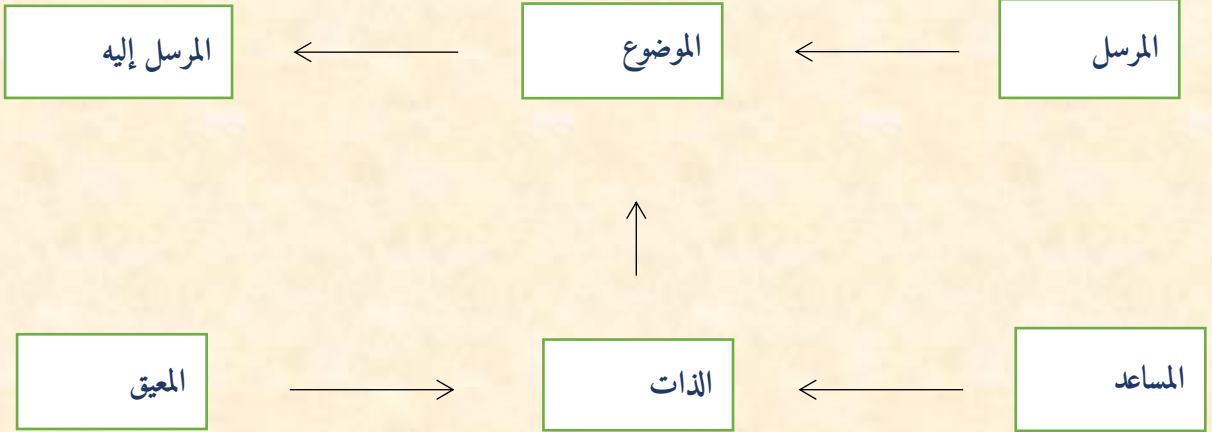 المرسل
الموضوع
المرسل إليه
المساعد
الذات
المعيق